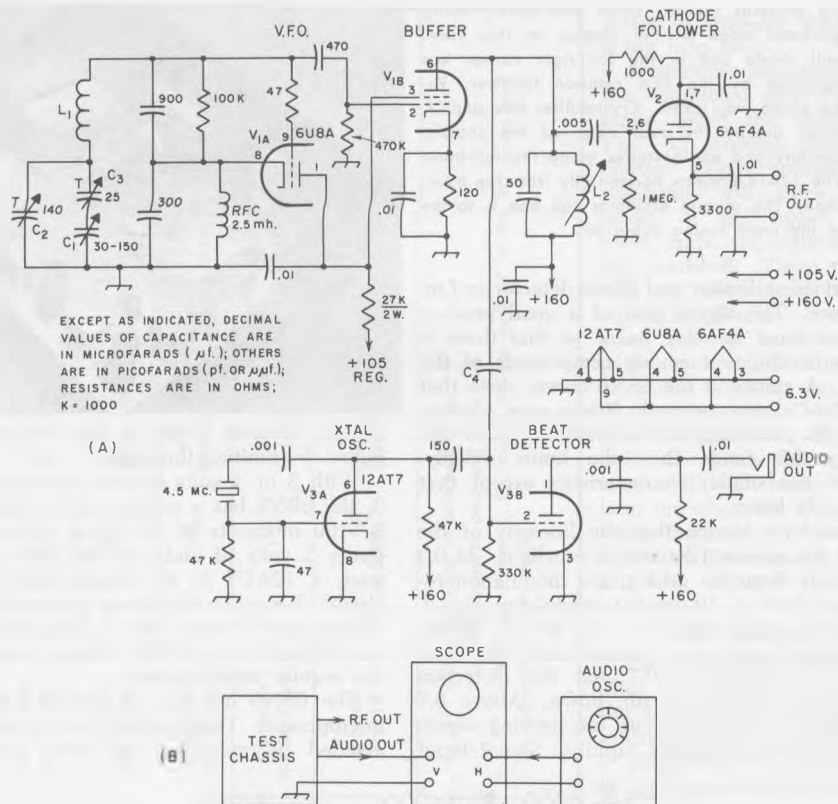 CATHODE
FOLLOWER
V.F.O.
470
BUFFER
6
1000
.01
L1
900
100K
47
V1B
3
2
+160
V2
1,7
9
6U8A
7
.005
2,6
6AF4A
V1A
8
1
470K
5
.01
T
C3
25
T
140
C2
C1
30-150
300
RFC
2.5 mh.
.01
120
50
L2
1 MEG.
3300
R.F.
OUT
.01
.01
+160
+105 V.
+160 V.
27K
2 W.
EXCEPT AS INDICATED, DECIMAL
VALUES OF CAPACITANCE ARE
IN MICROFARADS (μf.); OTHERS
ARE IN PICOFARADS (pf. OR μμf.);
RESISTANCES ARE IN OHMS;
K = 1000
+105
REG.
12AT7 6U8A 6AF4A
4 5 4 5 4 3
9
6.3 V.
(A)
XTAL
OSC.
BEAT
DETECTOR
.001
12AT7
150
.01
AUDIO
OUT
4.5 MC.
6
V3A
7
8
V3B
2
3
.001
47K
47
47K
330K
22K
+160
+160
SCOPE
AUDIO
OSC.
(B)
TEST
CHASSIS
R.F. OUT
AUDIO OUT
V
H